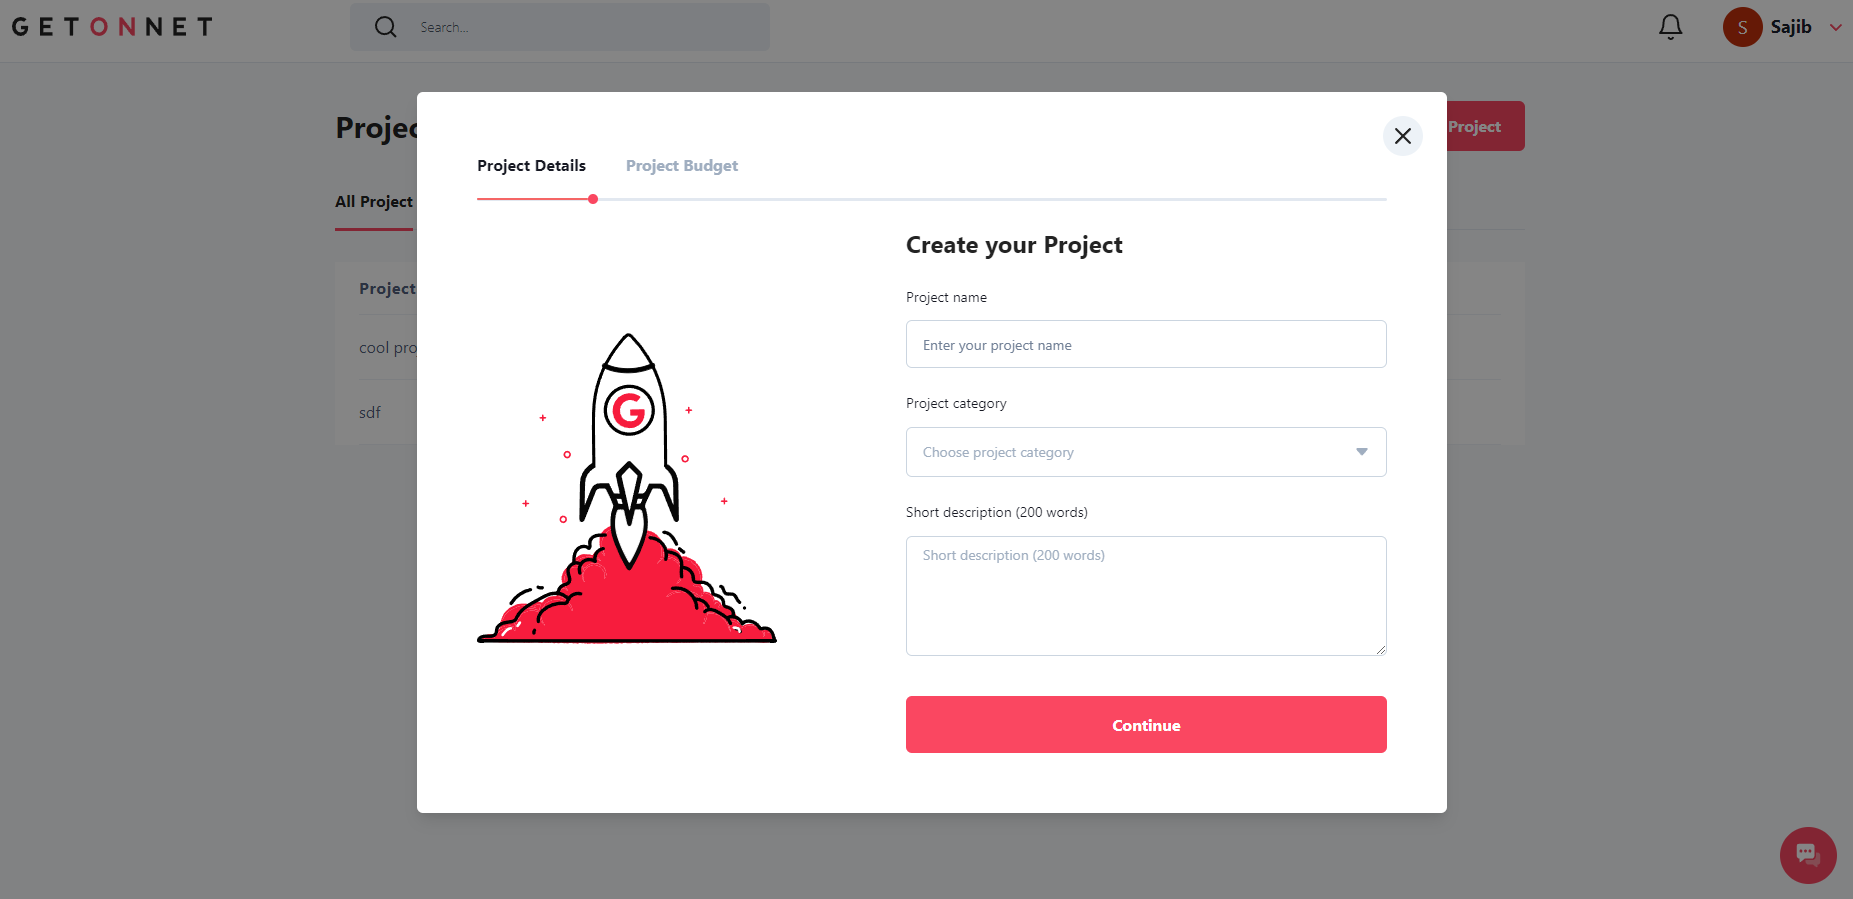 GETONNET
Search...
S
Sajib
Projec
Project
All Project
Project
cool pro
sdf
Project Details
Project Budget
G
Create your Project
Project name
Enter your project name
Project category
Choose project category
Short description (200 words)
Short description (200 words)
Continue